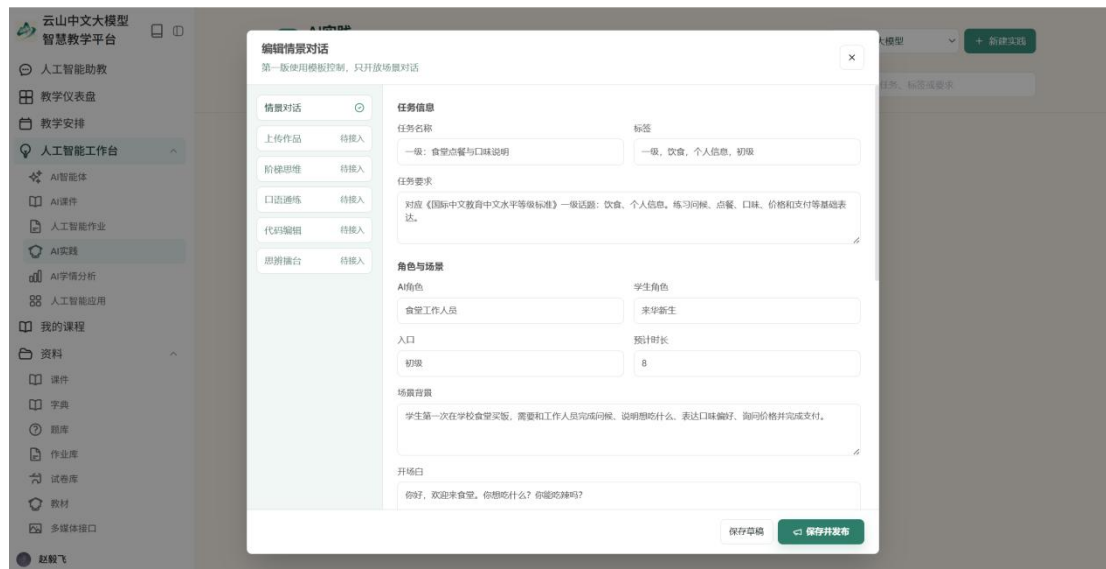 云山中文大模型
智慧教学平台
人工智能助教
教学仪表盘
教学安排
人工智能工作台
AI智能体
AI课件
人工智能作业
AI实践
AI学情分析
人工智能应用
我的课程
资料
课件
字典
题库
作业库
试卷库
教材
多媒体接口
赵毅飞
AI实践
大模型
+ 新建实践
任务、标签或要求
编辑情景对话
第一版使用模板控制，只开放场景对话
×
情景对话
上传作品 待接入
阶梯思维 待接入
口语通练 待接入
代码编辑 待接入
思辨擂台 待接入
任务信息
任务名称 标签
一级：食堂点餐与口味说明 一级，饮食，个人信息，初级
任务要求
对应《国际中文教育中文水平等级标准》一级话题：饮食、个人信息。练习问候、点餐、口味、价格和支付等基础表
达。
角色与场景
AI角色 学生角色
食堂工作人员 来华新生
入口 预计时长
初级 8
场景背景
学生第一次在学校食堂买饭，需要和工作人员完成问候、说明想吃什么、表达口味偏好、询问价格并完成支付。
开场白
你好，欢迎来食堂。你想吃什么？你能吃辣吗？
保存草稿 保存并发布